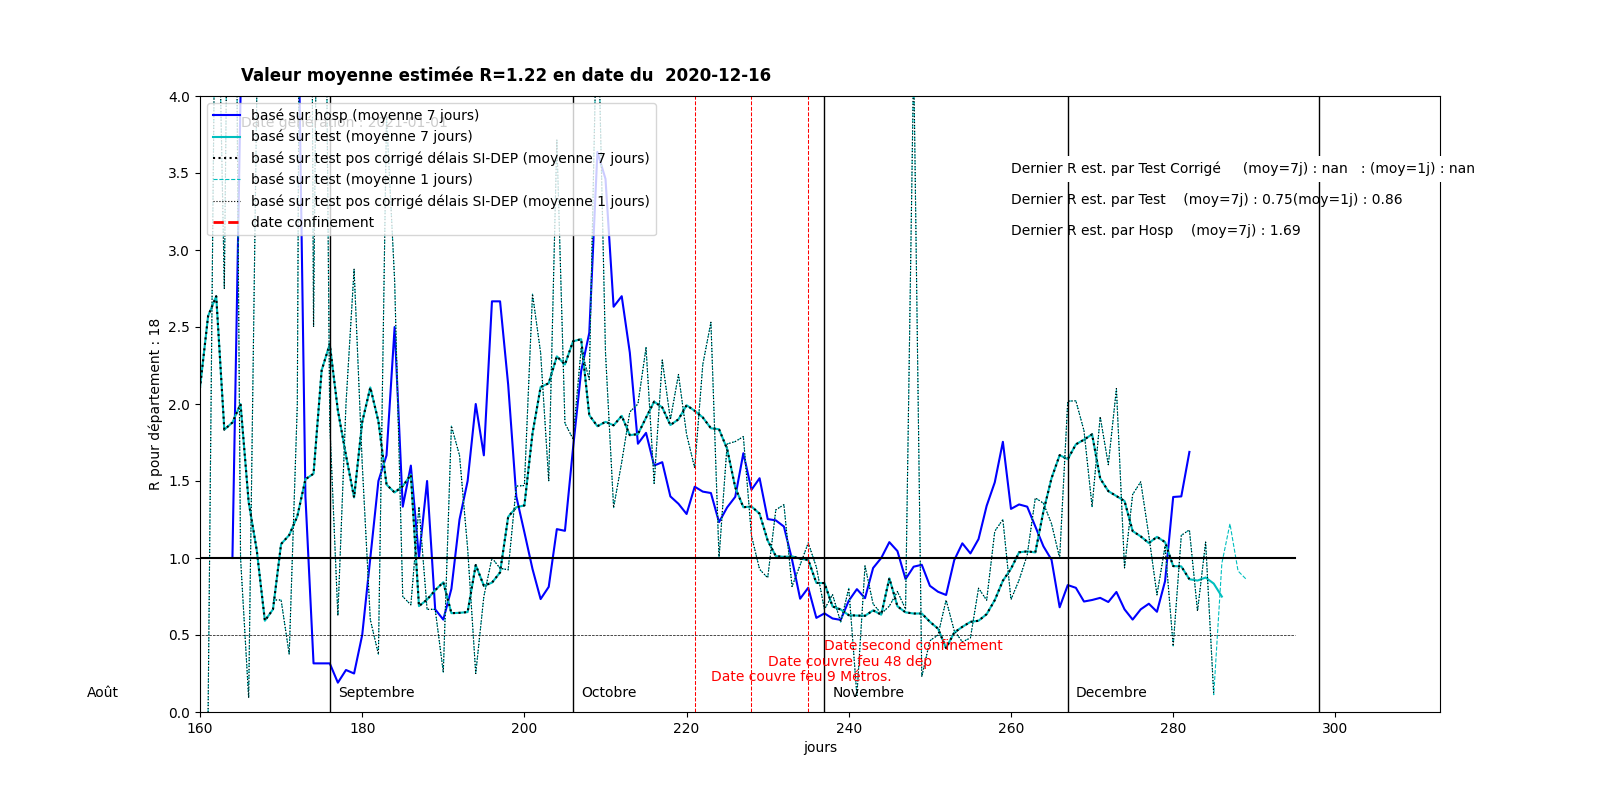 Valeur moyenne estimée R=1.22 en date du  2020-12-16
Date génération : 2021-01-01
basé sur hosp (moyenne 7 jours)
basé sur test (moyenne 7 jours)
basé sur test pos corrigé délais SI-DEP (moyenne 7 jours)
basé sur test (moyenne 1 jours)
basé sur test pos corrigé délais SI-DEP (moyenne 1 jours)
date confinement
Dernier R est. par Test Corrigé     (moy=7j) : nan   : (moy=1j) : nan
Dernier R est. par Test    (moy=7j) : 0.75(moy=1j) : 0.86
Dernier R est. par Hosp    (moy=7j) : 1.69
R pour département : 18
4.0
3.5
3.0
2.5
2.0
1.5
1.0
0.5
0.0
Date second confinement
Date couvre feu 48 dep
Date couvre feu 9 Métros.
Août
Septembre
Octobre
Novembre
Decembre
160
180
200
220
240
260
280
300
jours